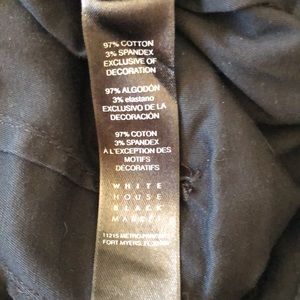 97% COTTON
3% SPANDEX
EXCLUSIVE OF
DECORATION
97% ALGODÓN
3% elastano
EXCLUSIVO DE LA
DECORACIÓN
97% COTON
3% SPANDEX
À L'EXCEPTION DES
MOTIFS
DÉCORATIFS
WHITE
HOUSE
BLACK
MARKET
11215 METRO PARKWAY
FORT MYERS, FL